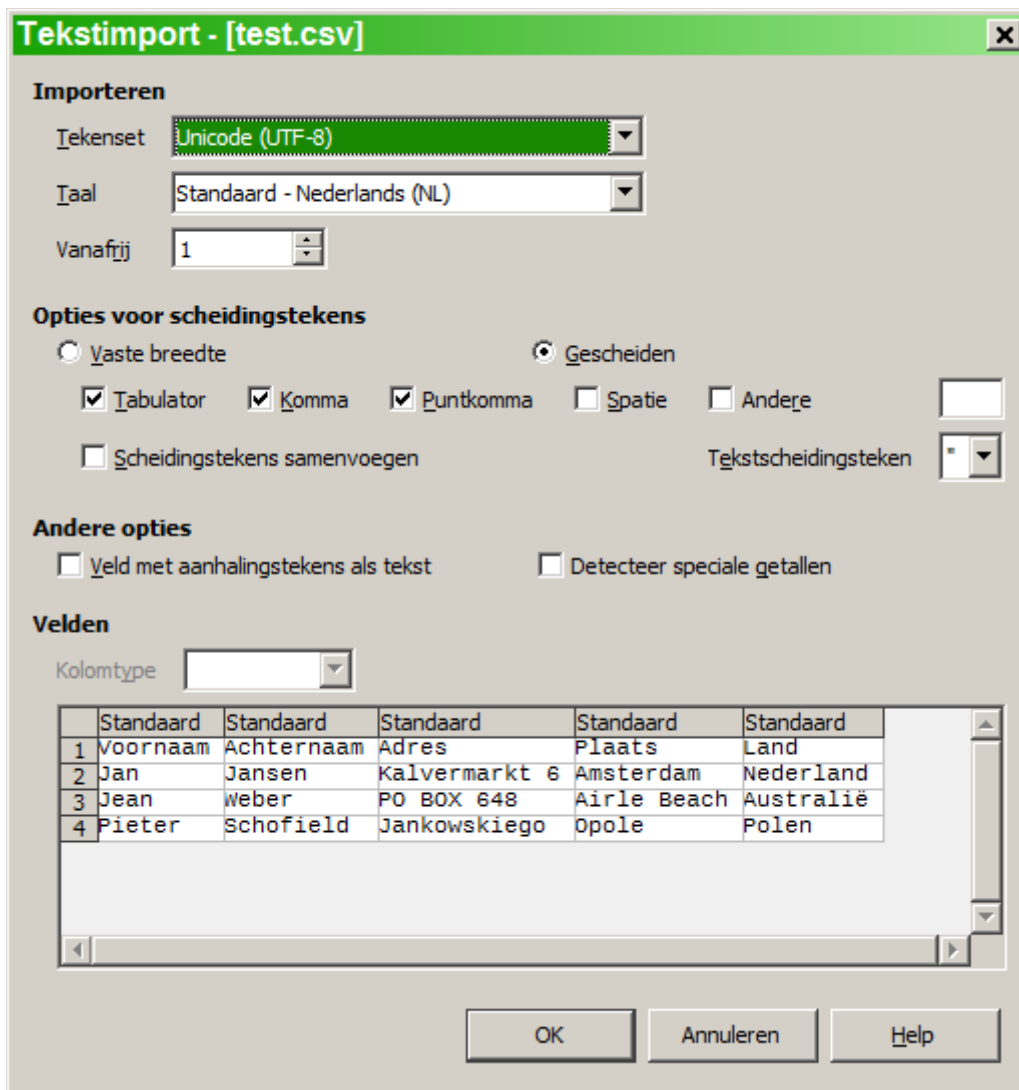 Tekstimport - [test.csv]
Importeren
Tekenset Unicode (UTF-8)
Taal Standaard - Nederlands (NL)
Vanafrij 1
Opties voor scheidingstekens
Vaste breedte Gescheiden
Tabulator Komma Puntkomma Spatie Andere
Scheidingstekens samenvoegen Tekstscheidingsteken "
Andere opties
Veld met aanhalingstekens als tekst Detecteer speciale getallen
Velden
Kolomtype
Standaard Standaard Standaard Standaard Standaard
1 Voornaam Achternaam Adres Plaats Land
2 Jan Jansen Kalvermarkt 6 Amsterdam Nederland
3 Jean Weber PO BOX 648 Airle Beach Australië
4 Pieter Schofield Jankowskiego Opole Polen
OK Annuleren Help